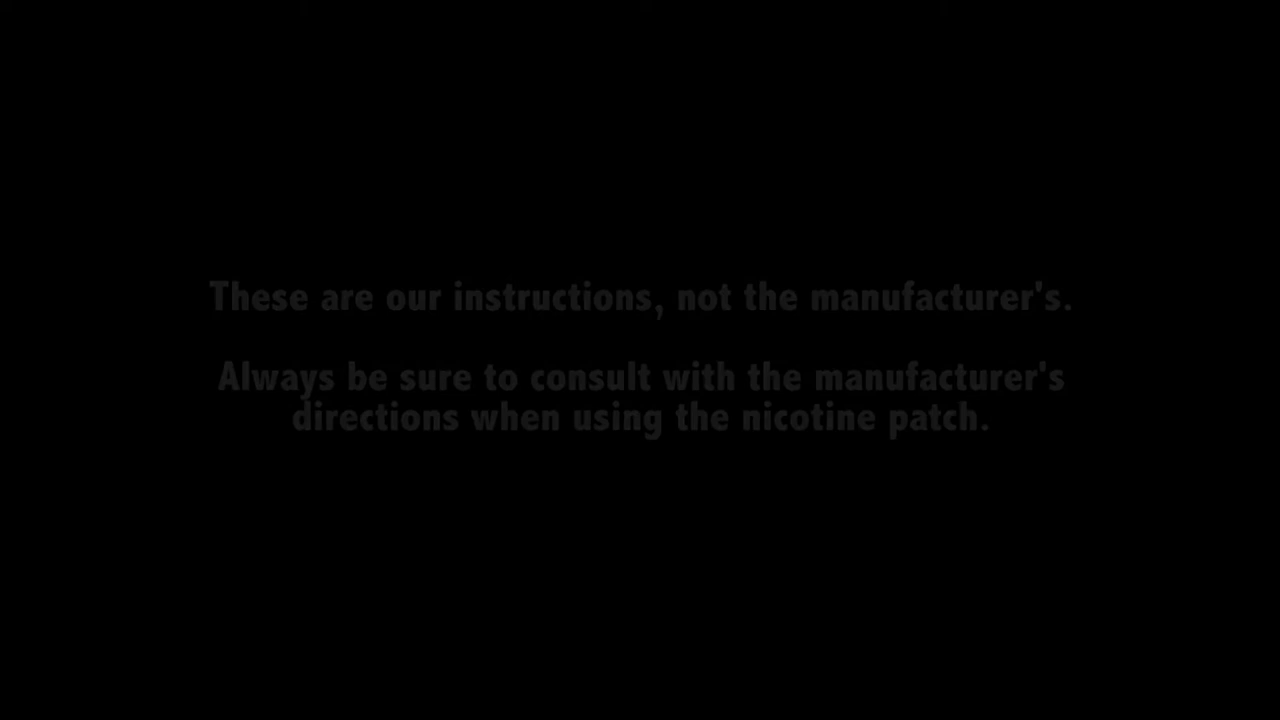 These are our instructions, not the manufacturer's.
Always be sure to consult with the manufacturer's
directions when using the nicotine patch.